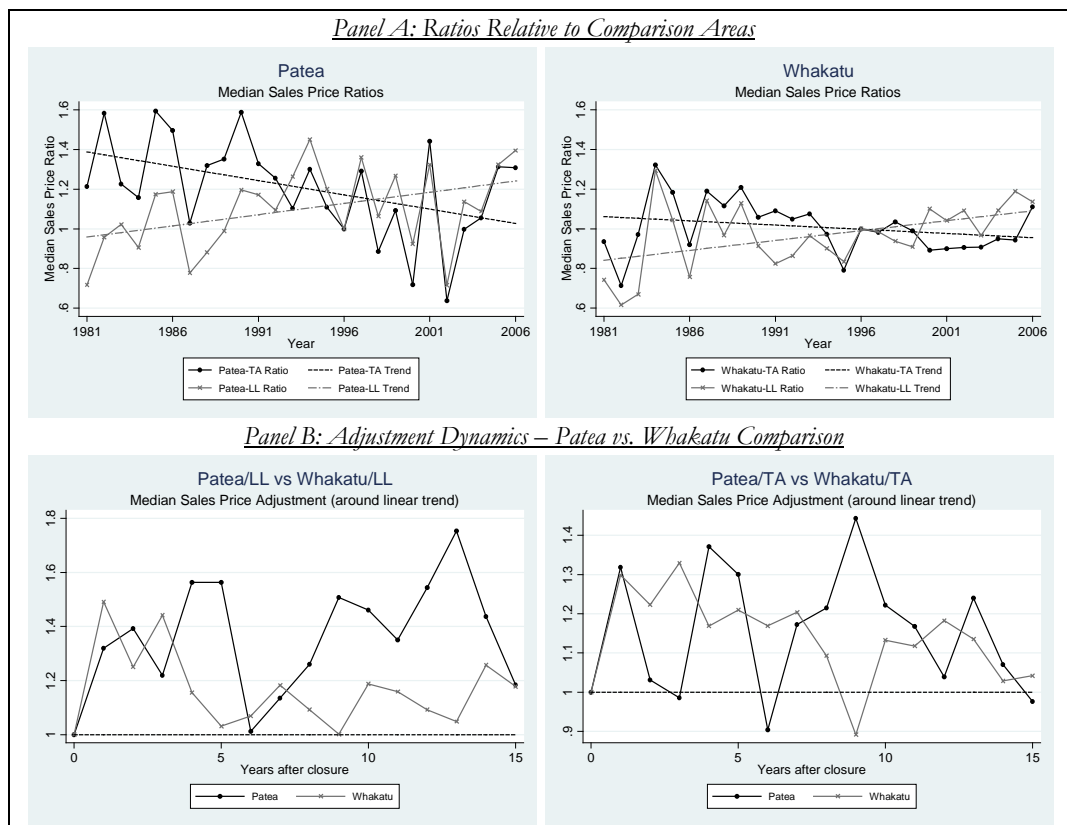 Panel A: Ratios Relative to Comparison Areas
Patea
Median Sales Price Ratios
Median Sales Price Ratio
1.6
1.4
1.2
1
.8
.6
1981 1986 1991 1996 2001 2006
Year
Patea-TA Ratio Patea-TA Trend
Patea-LL Ratio Patea-LL Trend
Whakatu
Median Sales Price Ratios
Median Sales Price Ratio
1.6
1.4
1.2
1
.8
.6
1981 1986 1991 1996 2001 2006
Year
Whakatu-TA Ratio Whakatu-TA Trend
Whakatu-LL Ratio Whakatu-LL Trend
Panel B: Adjustment Dynamics – Patea vs. Whakatu Comparison
Patea/LL vs Whakatu/LL
Median Sales Price Adjustment (around linear trend)
1.8
1.6
1.4
1.2
1
0 5 10 15
Years after closure
Patea Whakatu
Patea/TA vs Whakatu/TA
Median Sales Price Adjustment (around linear trend)
1.4
1.3
1.2
1.1
1
.9
0 5 10 15
Years after closure
Patea Whakatu